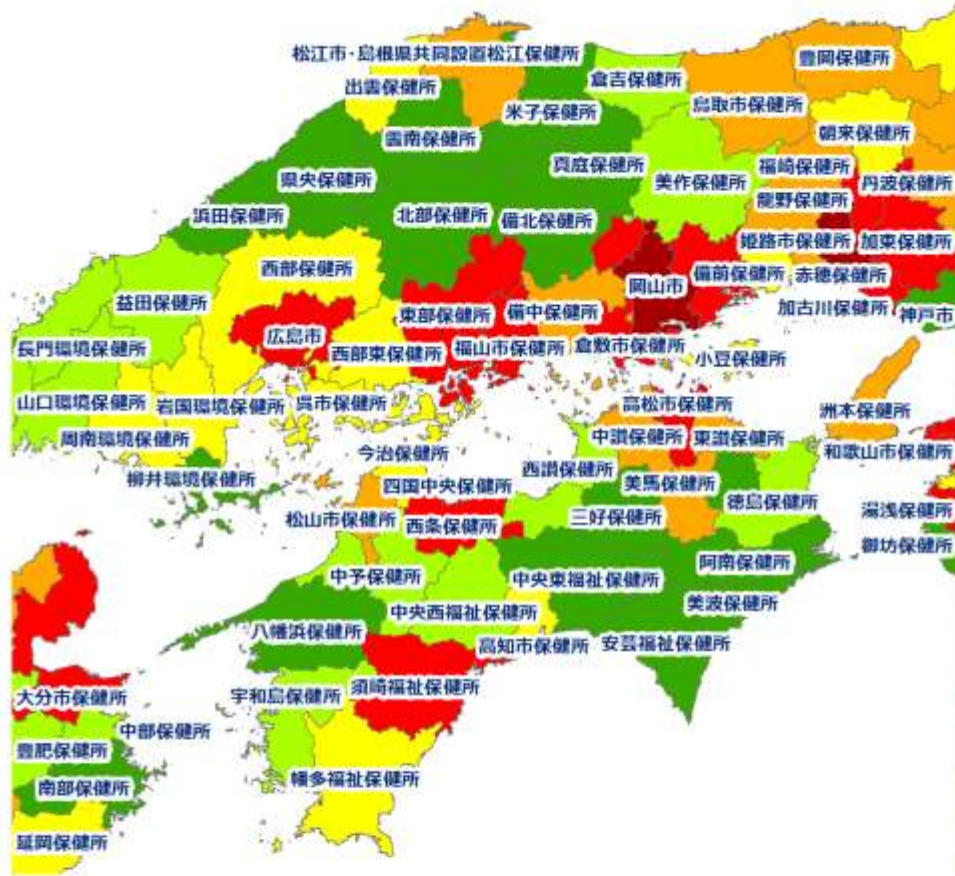 松江市・島根県共同設置松江保健所
豊岡保健所
出雲保健所
倉吉保健所
鳥取市保健所
米子保健所
雲南保健所
朝来保健所
真庭保健所
福崎保健所
県央保健所
美作保健所
丹波保健所
龍野保健所
浜田保健所
北部保健所
備北保健所
姫路市保健所
加東保健所
西部保健所
備前保健所
赤穂保健所
岡山市
益田保健所
加古川保健所
神戸市
東部保健所
備中保健所
広島市
長門環境保健所
西部東保健所
福山市保健所
倉敷市保健所
小豆保健所
山口環境保健所
岩国環境保健所
呉市保健所
高松市保健所
洲本保健所
周南環境保健所
中讃保健所
東讃保健所
今治保健所
和歌山市保健所
西讃保健所
柳井環境保健所
四国中央保健所
美馬保健所
徳島保健所
湯浅保健所
松山市保健所
西条保健所
三好保健所
御坊保健所
阿南保健所
中予保健所
中央東福祉保健所
美波保健所
中央西福祉保健所
八幡浜保健所
高知市保健所
安芸福祉保健所
須崎福祉保健所
大分市保健所
宇和島保健所
中部保健所
豊肥保健所
幡多福祉保健所
南部保健所
延岡保健所